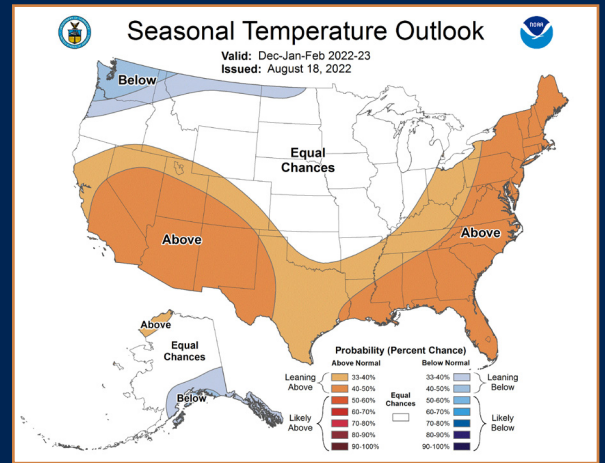 Seasonal Temperature Outlook
NOAA
Valid: Dec-Jan-Feb 2022-23
Issued: August 18, 2022
Below
Equal
Chances
Above
Above
Above
Equal
Chances
Below
Probability (Percent Chance)
Above Normal
Below Normal
Leaning
Above
33-40%
40-50%
Likely
Above
50-60%
60-70%
70-80%
80-90%
90-100%
Equal
Chances
33-40%
40-50%
Leaning
Below
50-60%
60-70%
70-80%
80-90%
90-100%
Likely
Below